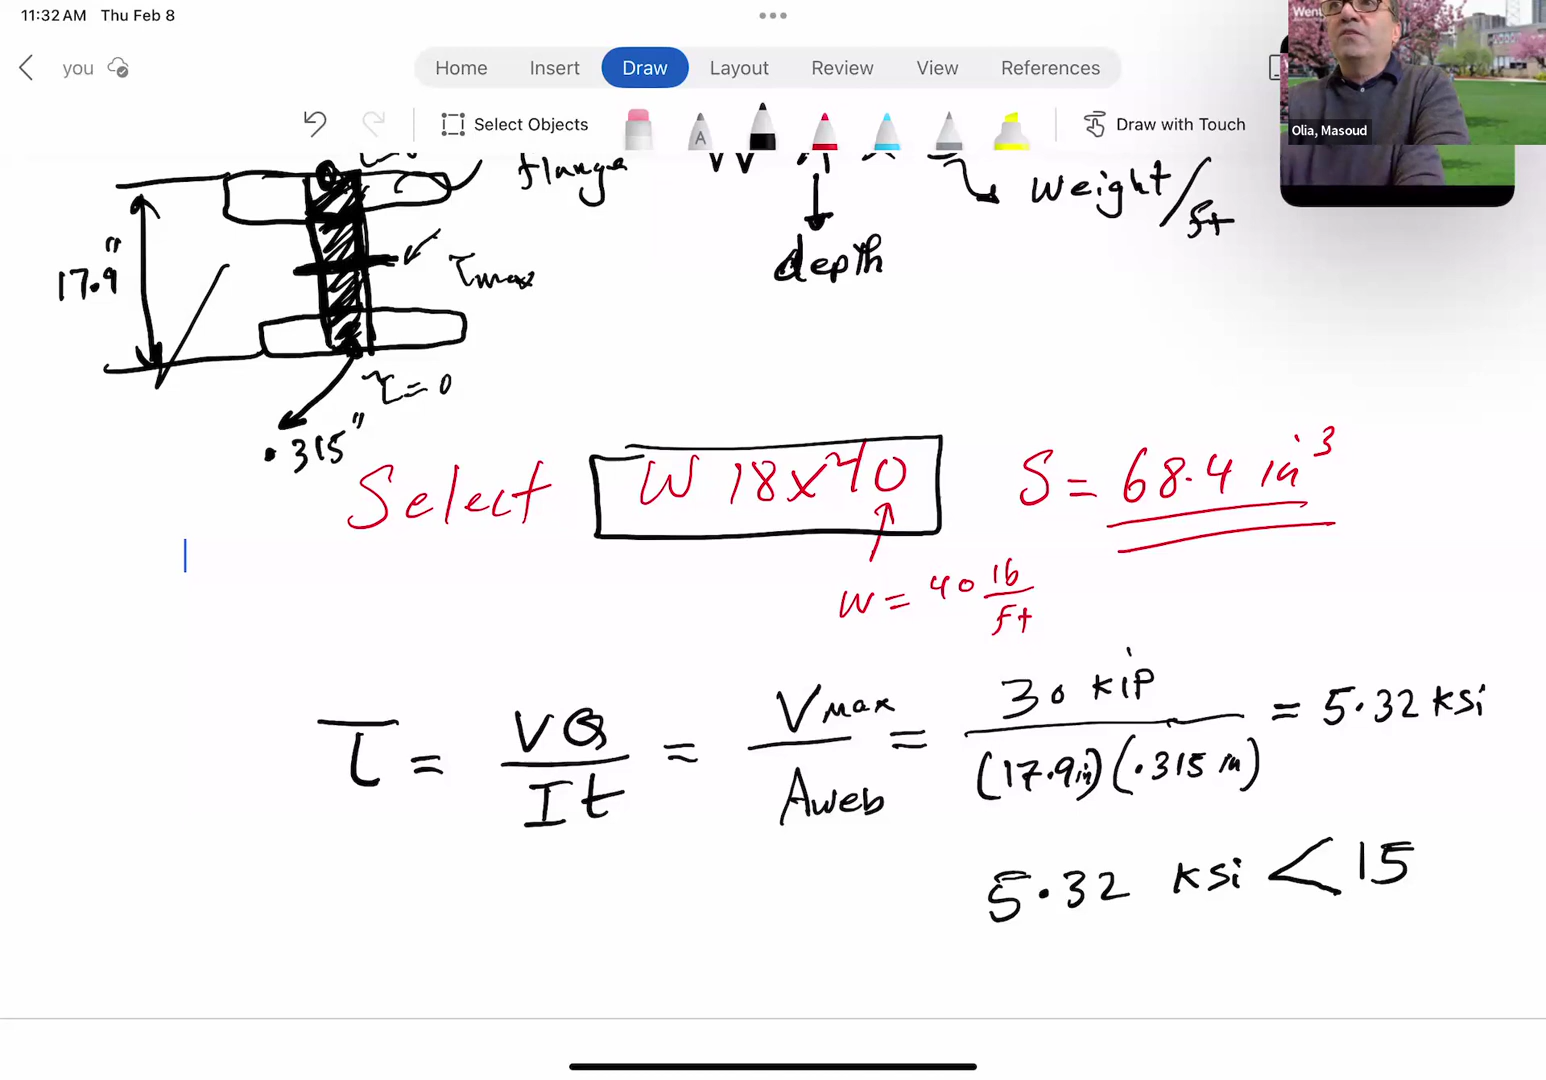 11:32 AM Thu Feb 8
you
Home Insert Draw Layout Review View References
Select Objects
Draw with Touch
Went
Olia, Masoud
flange
weight/ft
depth
17.9"
τmax
τ=0
.315"
Select W 18x40 S = 68.4 in³
w = 40 lb/ft
τ = VQ/It = Vmax/Aweb = 30 kip/(17.9in)(.315 in) = 5.32 ksi
5.32 ksi < 15